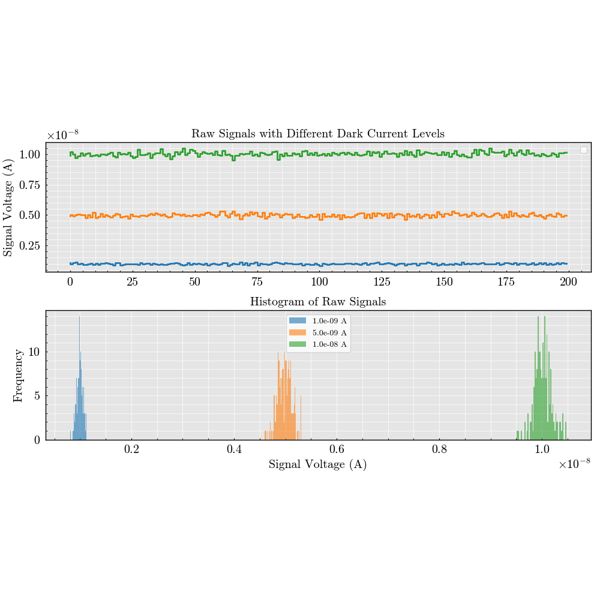 Raw Signals with Different Dark Current Levels
×10⁻⁸
Signal Voltage (A)
1.00
0.75
0.50
0.25
0 25 50 75 100 125 150 175 200
Histogram of Raw Signals
1.0e-09 A
5.0e-09 A
1.0e-08 A
Frequency
10
5
0
0.2 0.4 0.6 0.8 1.0
Signal Voltage (A)
×10⁻⁸